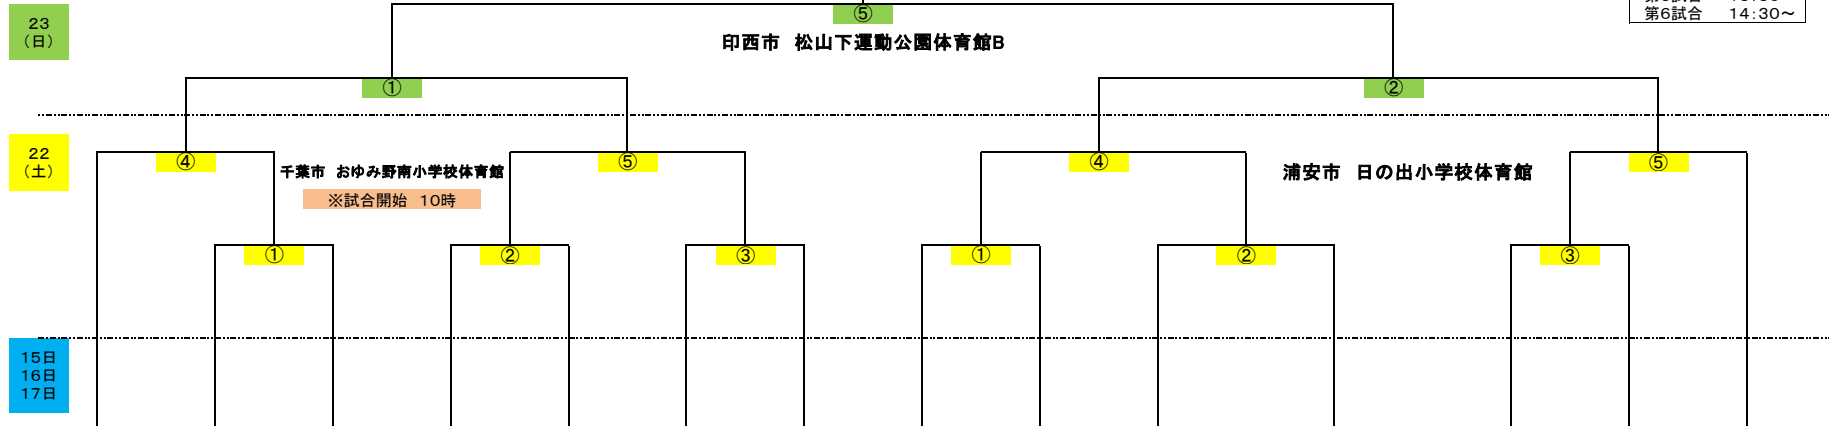 第6試合 14:30～
23
（日）
⑤
印西市 松山下運動公園体育館B
①
②
22
（土）
④
千葉市 おゆみ野南小学校体育館
⑤
④
浦安市 日の出小学校体育館
⑤
※試合開始 10時
①
②
③
①
②
③
15日
16日
17日